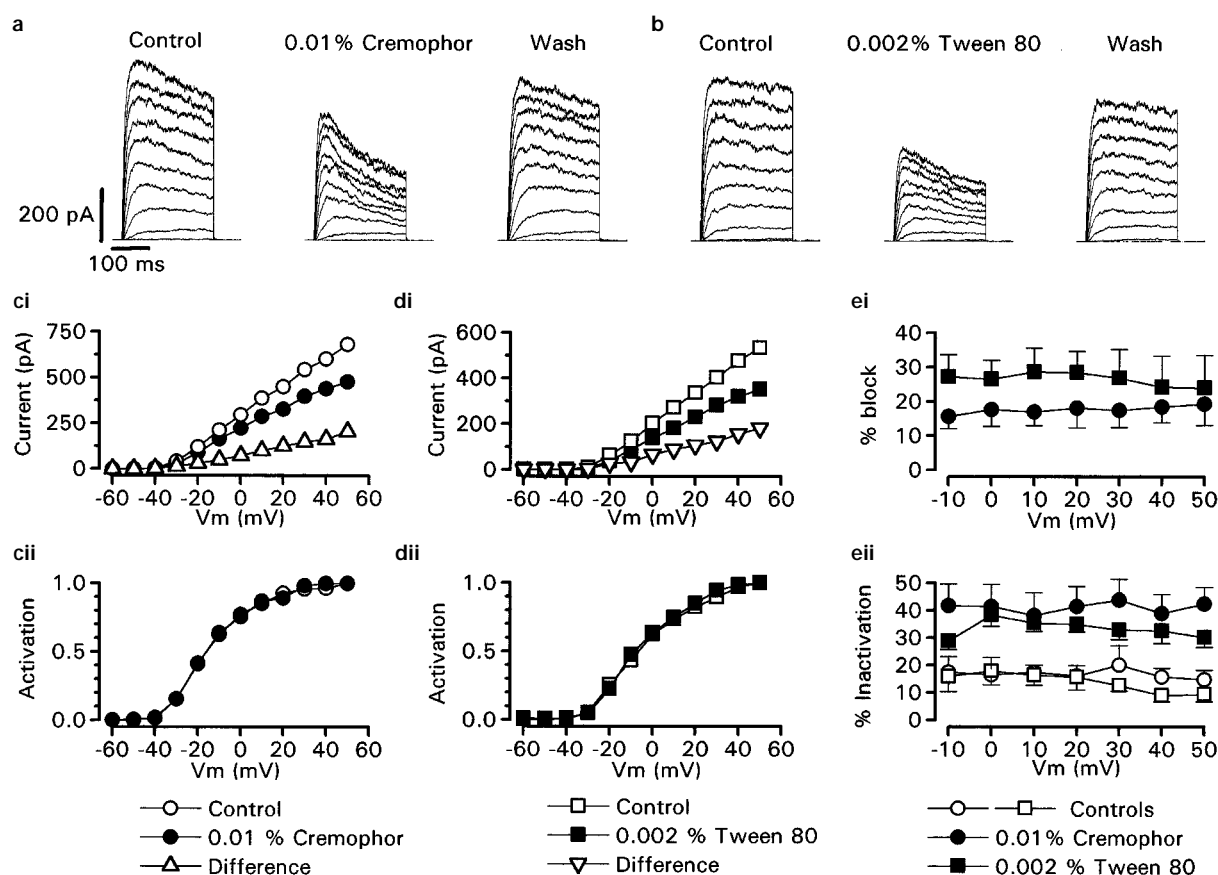 a
Control
0.01% Cremophor
Wash
b
Control
0.002% Tween 80
Wash
200 pA
100 ms
ci
Current (pA)
750
500
250
0
-60 -40 -20 0 20 40 60
Vm (mV)
di
Current (pA)
600
400
200
0
-60 -40 -20 0 20 40 60
Vm (mV)
ei
% block
40
30
20
10
0
-10 0 10 20 30 40 50
Vm (mV)
cii
Activation
1.0
0.5
0.0
-60 -40 -20 0 20 40 60
Vm (mV)
dii
Activation
1.0
0.5
0.0
-60 -40 -20 0 20 40 60
Vm (mV)
eii
% Inactivation
50
40
30
20
10
0
-10 0 10 20 30 40 50
Vm (mV)
Control
0.01 % Cremophor
Difference
Control
0.002 % Tween 80
Difference
Controls
0.01% Cremophor
0.002 % Tween 80